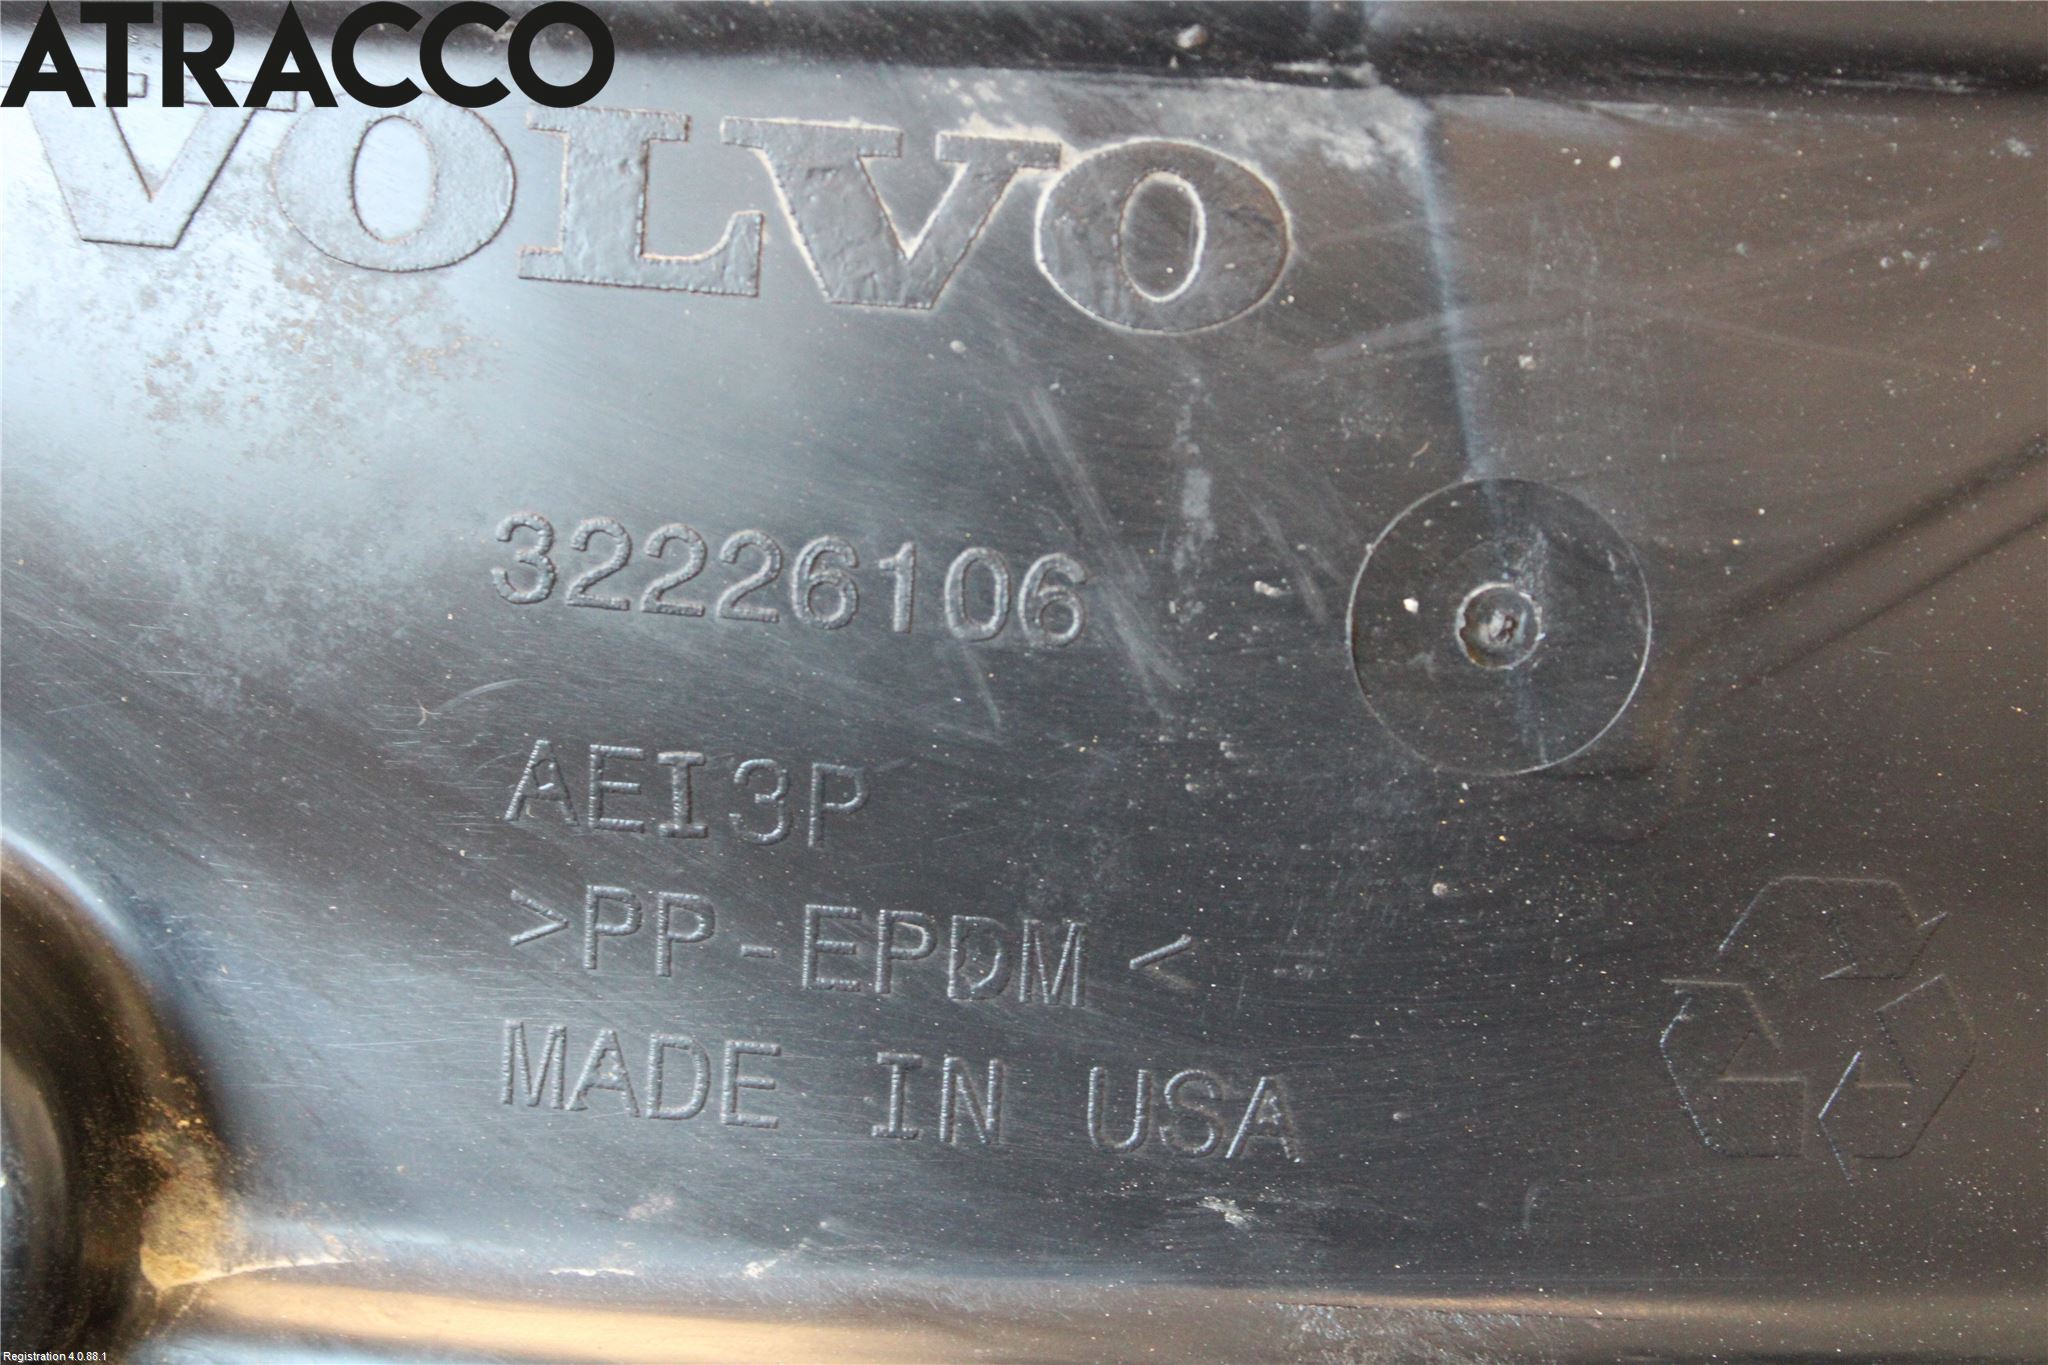 ATRACCO
VOLVO
32226106
AEI3P
>PP-EPDM<
MADE IN USA
Registration 4.0.88.1